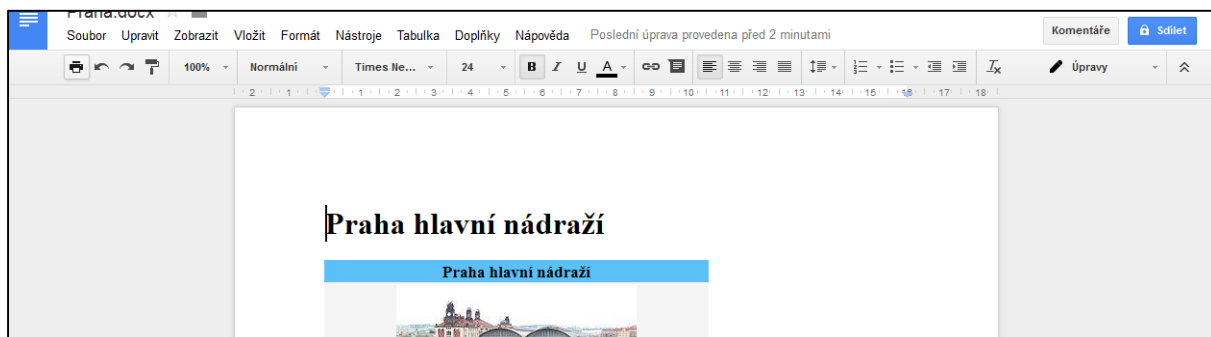 Praha.docx
Soubor Upravit Zobrazit Vložit Formát Nástroje Tabulka Doplňky Nápověda Poslední úprava provedena před 2 minutami Komentáře Sdílet
100% Normální Times Ne... 24 B I U A Úpravy
2 1 1 2 3 4 5 6 7 8 9 10 11 12 13 14 15 16 17 18
Praha hlavní nádraží
Praha hlavní nádraží